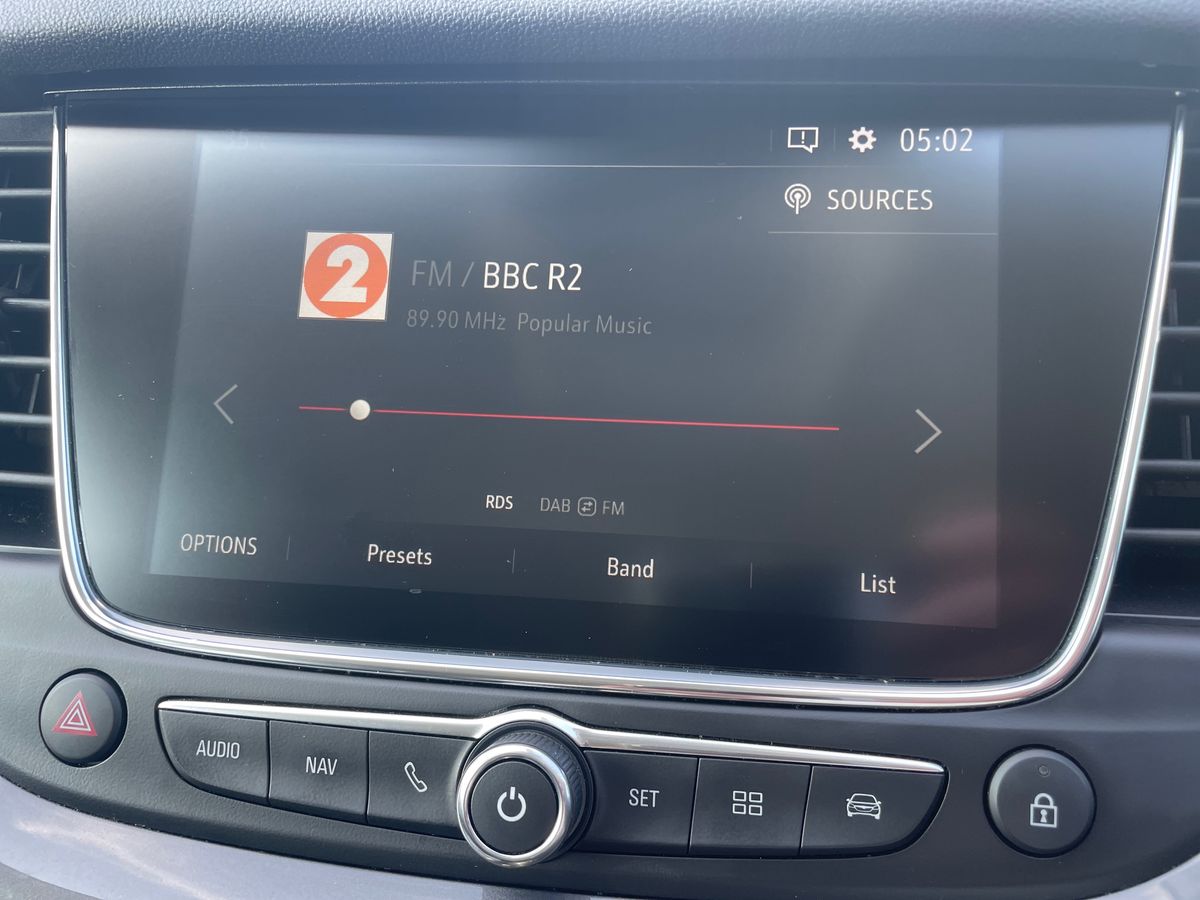 05:02
SOURCES
2
FM / BBC R2
89.90 MHz Popular Music
RDS DAB FM
OPTIONS Presets Band List
AUDIO NAV SET